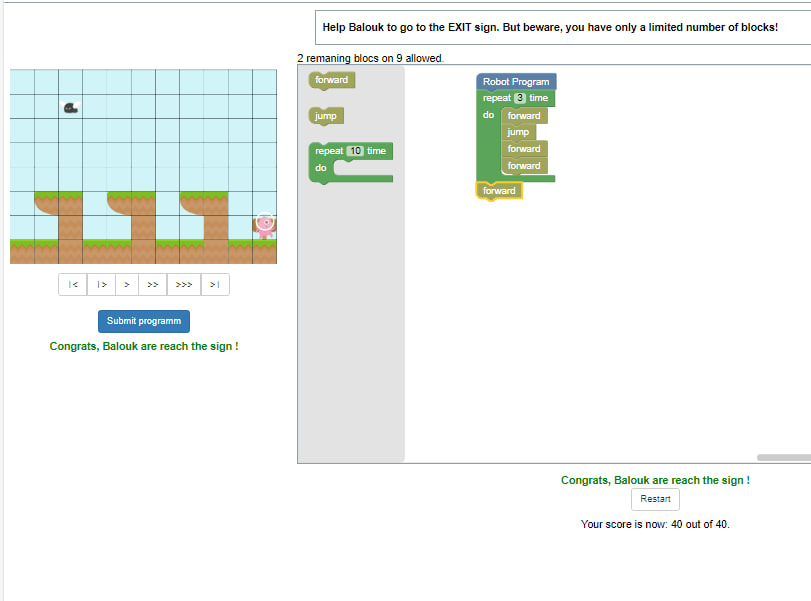 Help Balouk to go to the EXIT sign. But beware, you have only a limited number of blocks!
2 remaning blocs on 9 allowed.
forward
jump
repeat 10 time
do
Robot Program
repeat 3 time
do forward
jump
forward
forward
forward
|< |> > >> >>> >|
Submit programm
Congrats, Balouk are reach the sign !
Congrats, Balouk are reach the sign !
Restart
Your score is now: 40 out of 40.